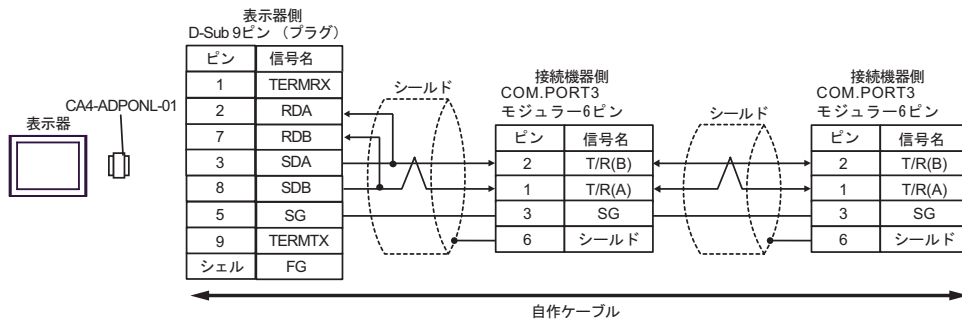 表示器側
D-Sub 9ピン （プラグ）
ピン 信号名
1 TERMRX
2 RDA
7 RDB
3 SDA
8 SDB
5 SG
9 TERMTX
シェル FG
CA4-ADPONL-01
表示器
シールド
接続機器側
COM.PORT3
モジュラー6ピン
ピン 信号名
2 T/R(B)
1 T/R(A)
3 SG
6 シールド
シールド
接続機器側
COM.PORT3
モジュラー6ピン
ピン 信号名
2 T/R(B)
1 T/R(A)
3 SG
6 シールド
自作ケーブル